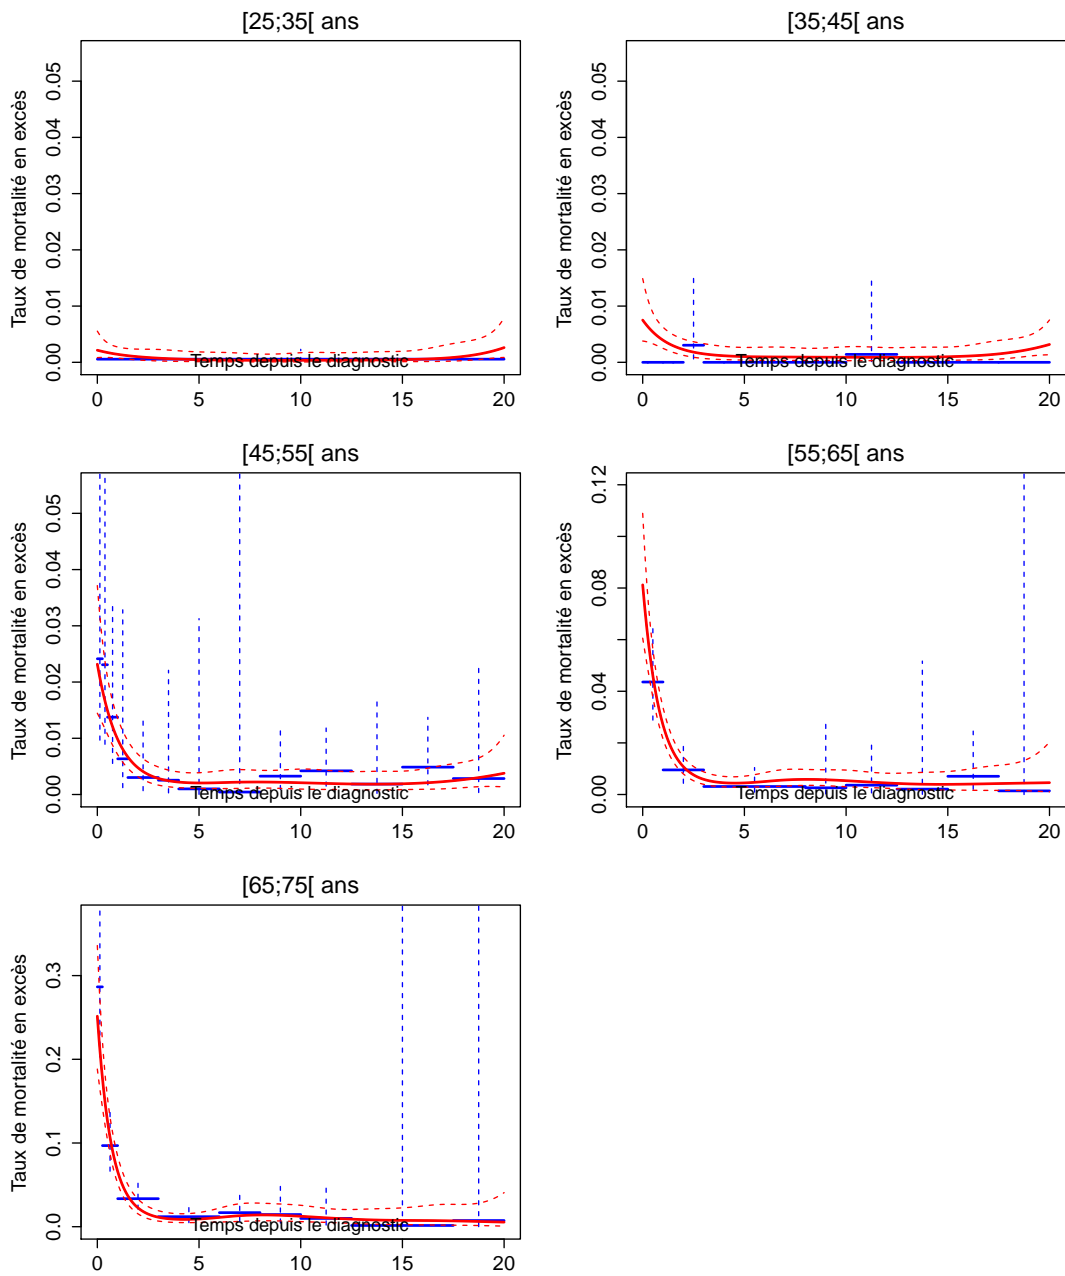 [25;35[ ans
Taux de mortalité en excès
0.00 0.01 0.02 0.03 0.04 0.05
Temps depuis le diagnostic
0 5 10 15 20
[35;45[ ans
Taux de mortalité en excès
0.00 0.01 0.02 0.03 0.04 0.05
Temps depuis le diagnostic
0 5 10 15 20
[45;55[ ans
Taux de mortalité en excès
0.00 0.01 0.02 0.03 0.04 0.05
Temps depuis le diagnostic
0 5 10 15 20
[55;65[ ans
Taux de mortalité en excès
0.00 0.04 0.08 0.12
Temps depuis le diagnostic
0 5 10 15 20
[65;75[ ans
Taux de mortalité en excès
0.0 0.1 0.2 0.3
Temps depuis le diagnostic
0 5 10 15 20